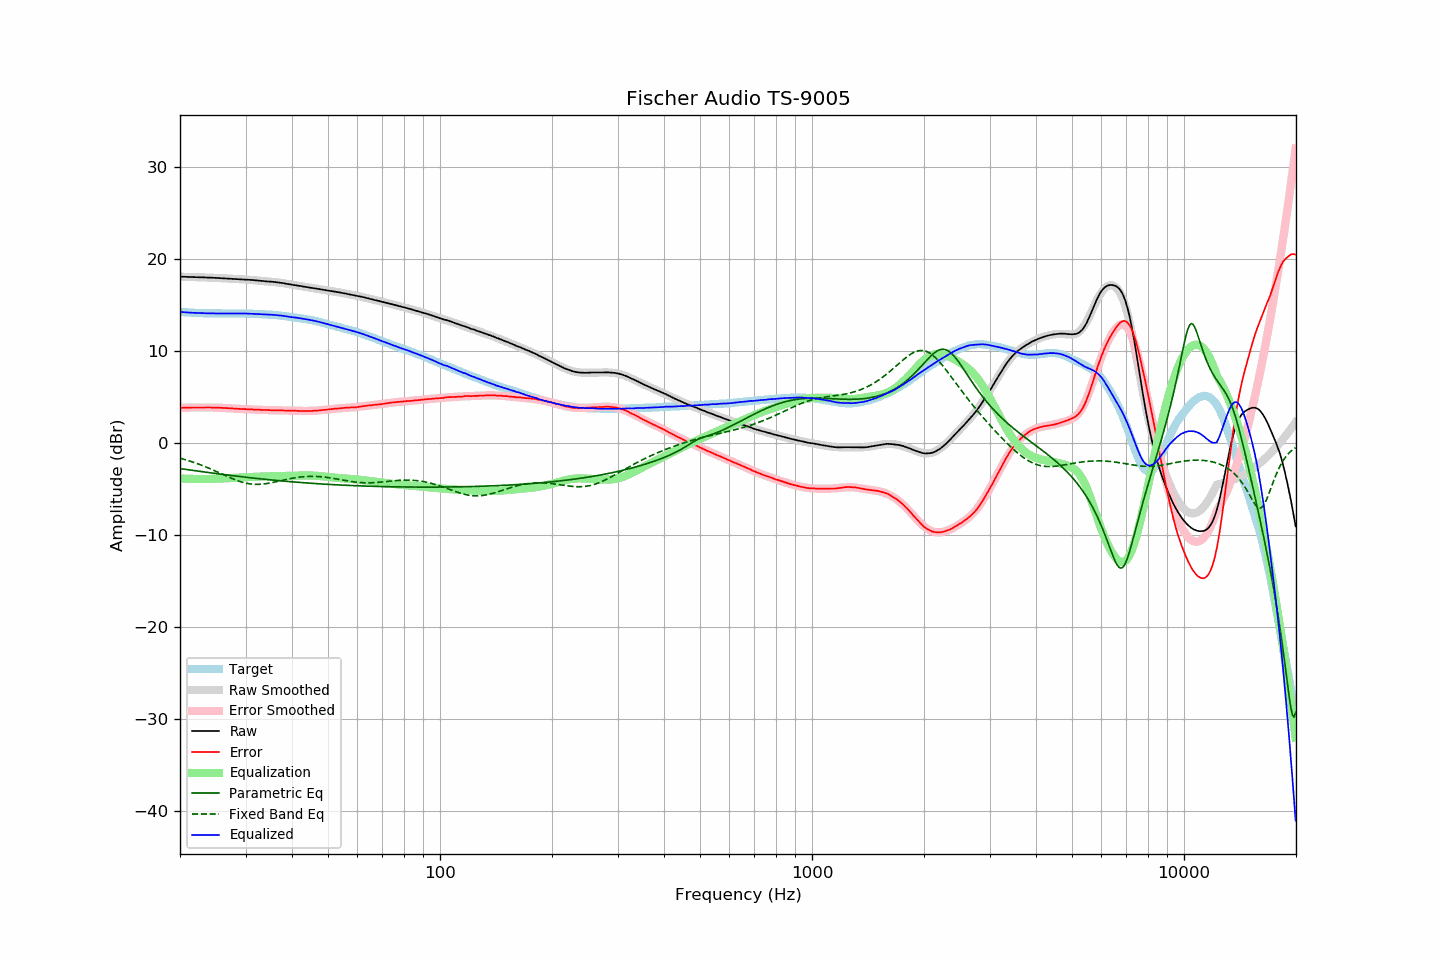 Fischer Audio TS-9005
30
20
10
0
−10
−20
−30
−40
Amplitude (dBr)
Target
Raw Smoothed
Error Smoothed
Raw
Error
Equalization
Parametric Eq
Fixed Band Eq
Equalized
100
1000
10000
Frequency (Hz)